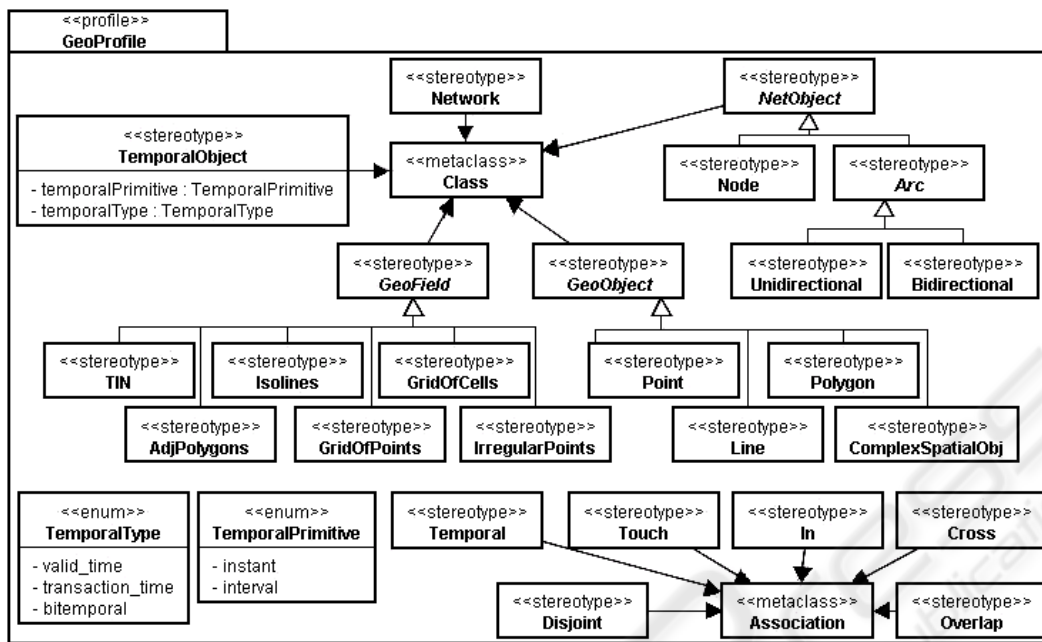 <<profile>>
GeoProfile
<<stereotype>>
Network
<<stereotype>>
NetObject
<<stereotype>>
TemporalObject
- temporalPrimitive : TemporalPrimitive
- temporalType : TemporalType
<<metaclass>>
Class
<<stereotype>>
Node
<<stereotype>>
Arc
<<stereotype>>
GeoField
<<stereotype>>
GeoObject
<<stereotype>>
Unidirectional
<<stereotype>>
Bidirectional
<<stereotype>>
TIN
<<stereotype>>
Isolines
<<stereotype>>
GridOfCells
<<stereotype>>
Point
<<stereotype>>
Polygon
<<stereotype>>
AdjPolygons
<<stereotype>>
GridOfPoints
<<stereotype>>
IrregularPoints
<<stereotype>>
Line
<<stereotype>>
ComplexSpatialObj
<<enum>>
TemporalType
- valid_time
- transaction_time
- bitemporal
<<enum>>
TemporalPrimitive
- instant
- interval
<<stereotype>>
Temporal
<<stereotype>>
Touch
<<stereotype>>
In
<<stereotype>>
Cross
<<stereotype>>
Disjoint
<<metaclass>>
Association
<<stereotype>>
Overlap